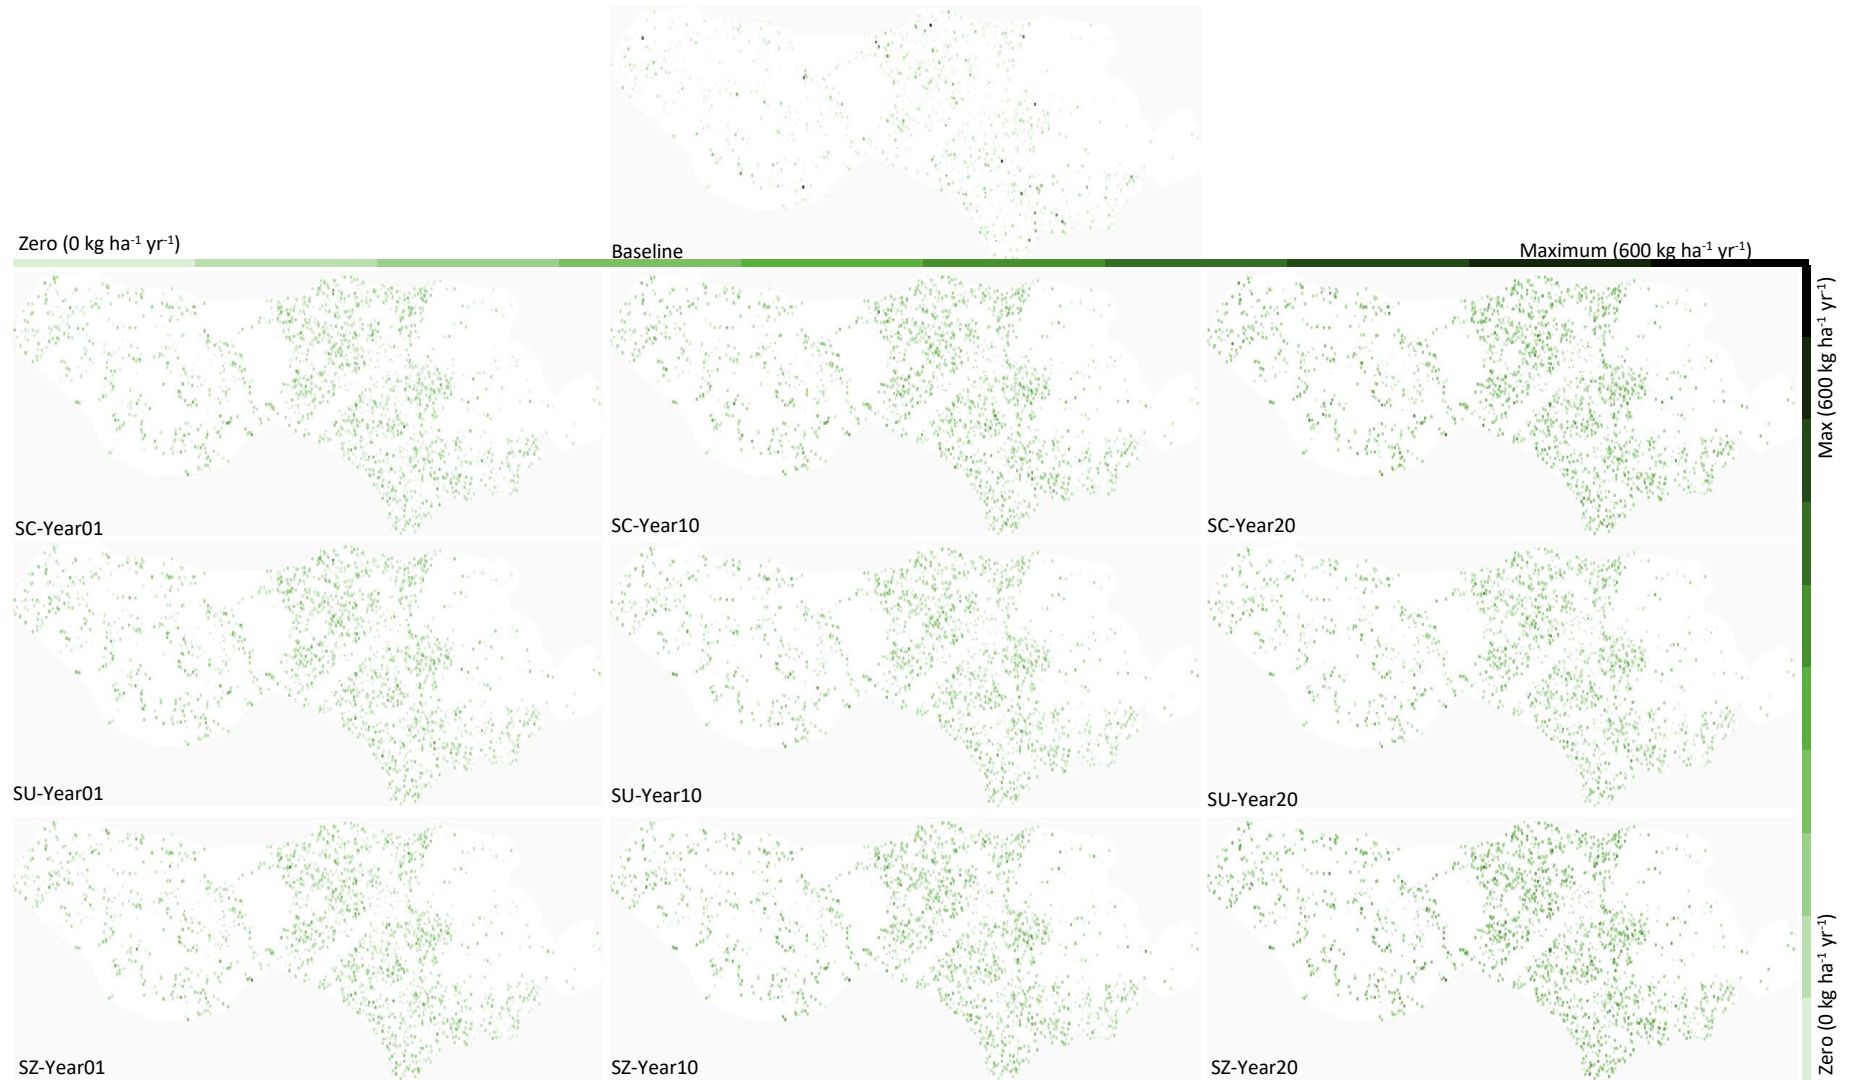 Zero (0 kg ha⁻¹ yr⁻¹)
Baseline
Maximum (600 kg ha⁻¹ yr⁻¹)
Max (600 kg ha⁻¹ yr⁻¹)
SC-Year01
SC-Year10
SC-Year20
SU-Year01
SU-Year10
SU-Year20
Zero (0 kg ha⁻¹ yr⁻¹)
SZ-Year01
SZ-Year10
SZ-Year20